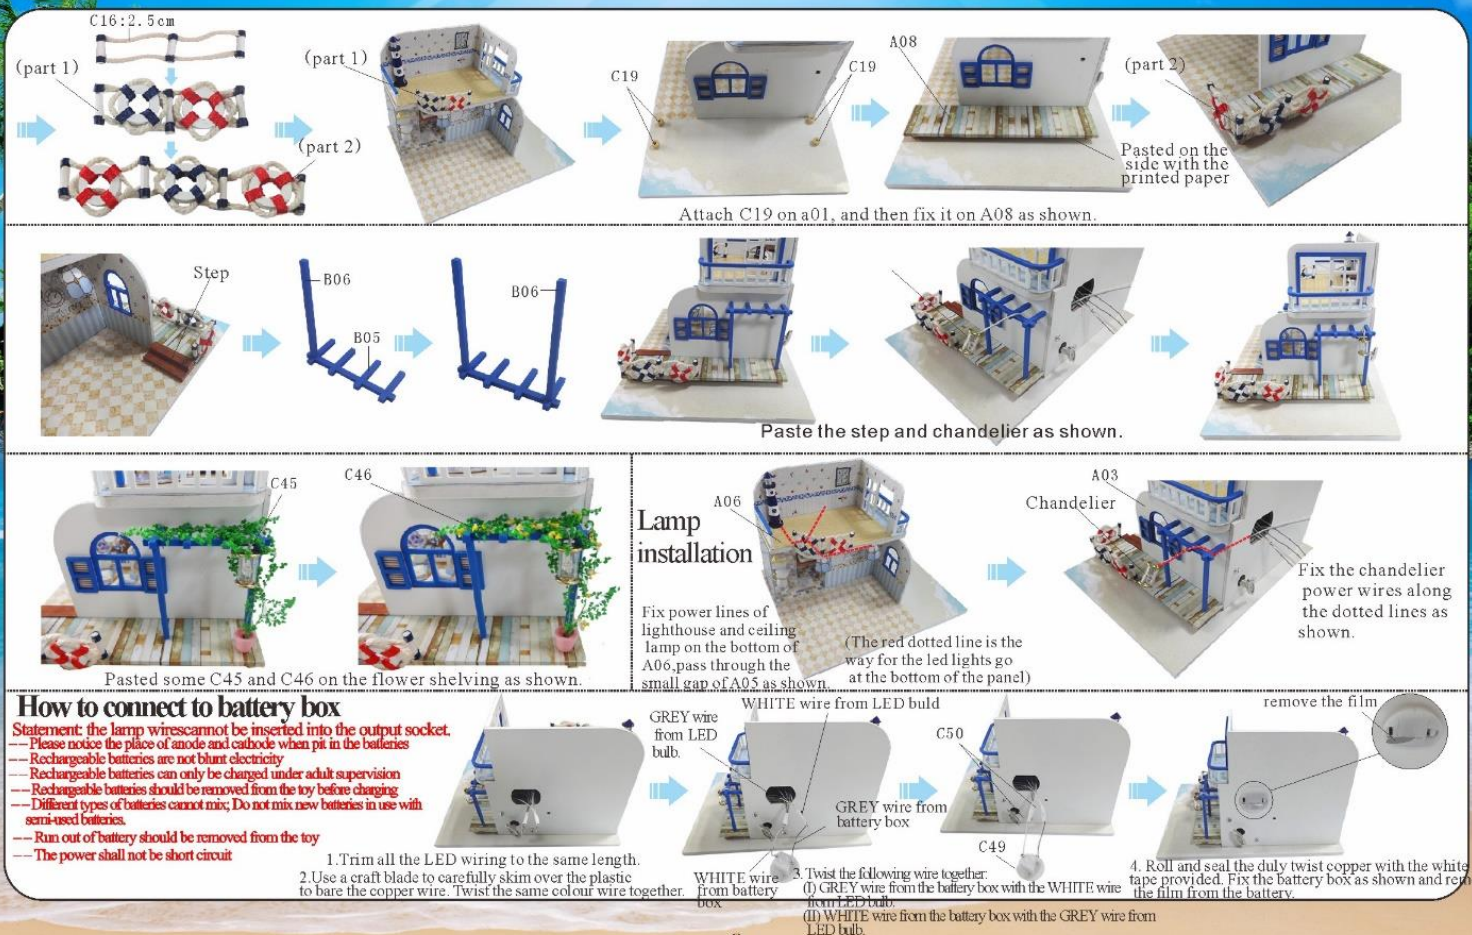 C16:2.5cm
(part 1)
(part 2)
(part 1)
C19
C19
A08
(part 2)
Pasted on the
side with the
printed paper
Attach C19 on a01, and then fix it on A08 as shown.
Step
B06
B05
B06
Paste the step and chandelier as shown.
C45
C46
Pasted some C45 and C46 on the flower shelving as shown.
Lamp
installation
A06
Fix power lines of
lighthouse and ceiling
lamp on the bottom of
A06,pass through the
small gap of A05 as shown.
(The red dotted line is the
way for the led lights go
at the bottom of the panel)
A03
Chandelier
Fix the chandelier
power wires along
the dotted lines as
shown.
How to connect to battery box
Statement: the lamp wirescannot be inserted into the output socket.
——Please notice the place of anode and cathode when pit in the batteries
——Rechargeable batteries are not blunt electricity
——Rechargeable batteries can only be charged under adult supervision
——Rechargeable batteries should be removed from the toy before charging
——Different types of batteries cannot mix; Do not mix new batteries in use with
semi-used batteries.
——Run out of battery should be removed from the toy
——The power shall not be short circuit
1.Trim all the LED wiring to the same length.
2.Use a craft blade to carefully skim over the plastic
to bare the copper wire. Twist the same colour wire together.
GREY wire
from LED
bulb.
WHITE wire from LED buld
GREY wire from
battery box
WHITE wire
from battery
box
3. Twist the following wire together:
(I) GREY wire from the battery box with the WHITE wire
from LED bulb.
(II) WHITE wire from the battery box with the GREY wire from
LED bulb.
C50
C49
remove the film
4. Roll and seal the duly twist copper with the white
tape provided. Fix the battery box as shown and rem
the film from the battery.